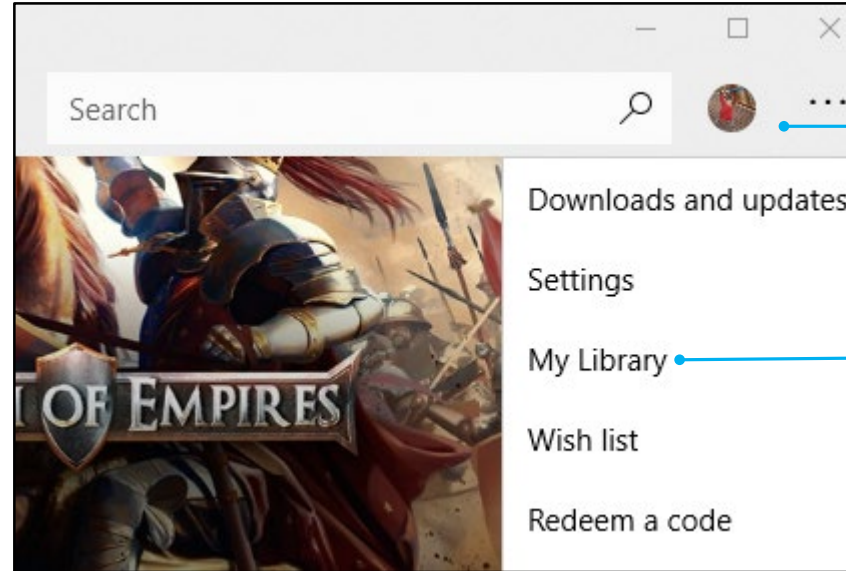 Search
Downloads and updates
Settings
My Library
OF EMPIRES
Wish list
Redeem a code